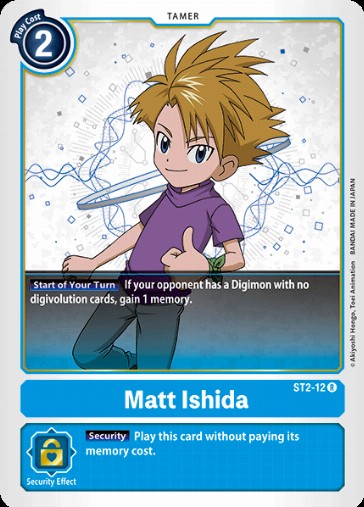 TAMER
Play Cost
2
Start of Your Turn If your opponent has a Digimon with no
digivolution cards, gain 1 memory.
© Akiyoshi Hongo, Toei Animation BANDAI MADE IN JAPAN
ST2-12 R
Matt Ishida
Security Play this card without paying its
memory cost.
Security Effect